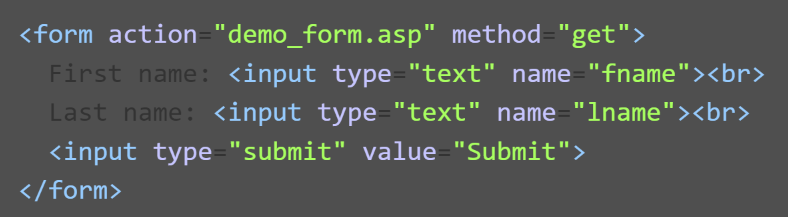 <form action="demo_form.asp" method="get">
First name: <input type="text" name="fname"><br>
Last name: <input type="text" name="lname"><br>
<input type="submit" value="Submit">
</form>